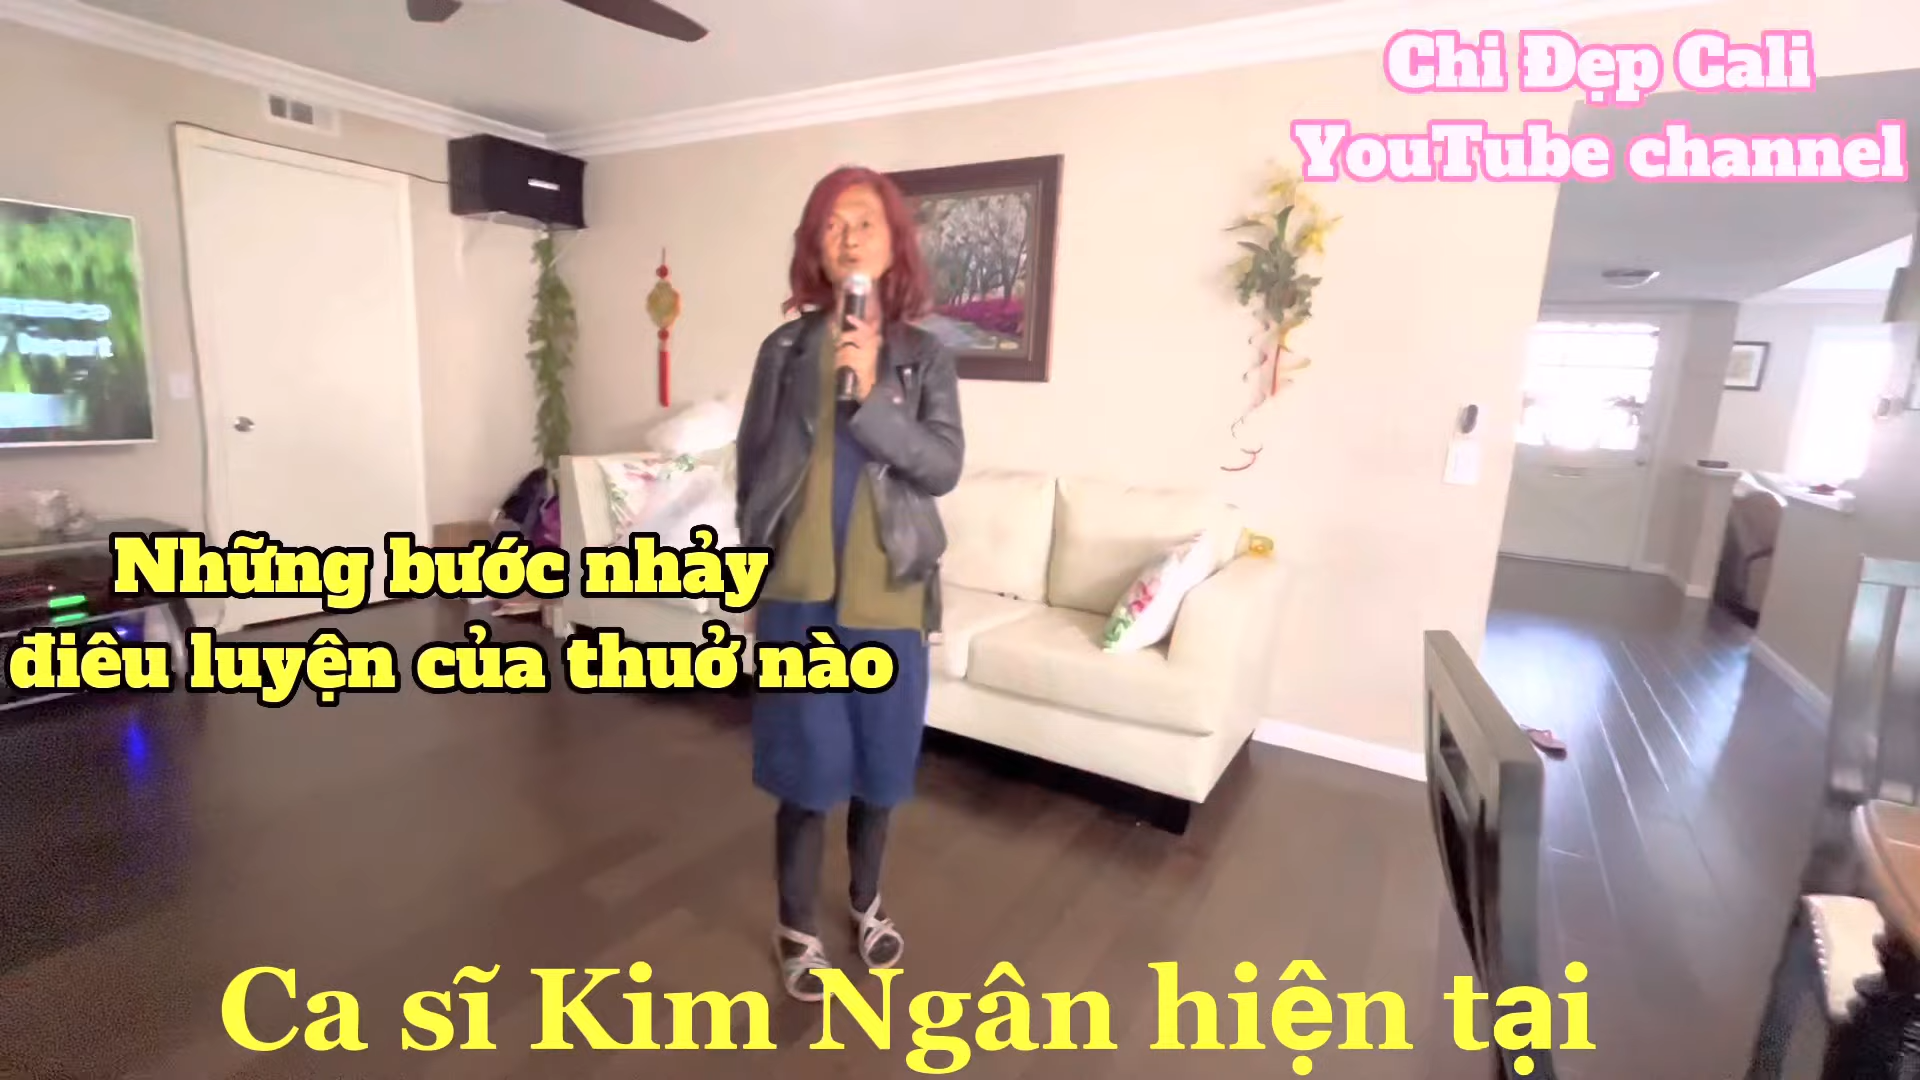 Chi Đẹp Cali
YouTube channel
Những bước nhảy
điêu luyện của thuở nào
Ca sĩ Kim Ngân hiện tại